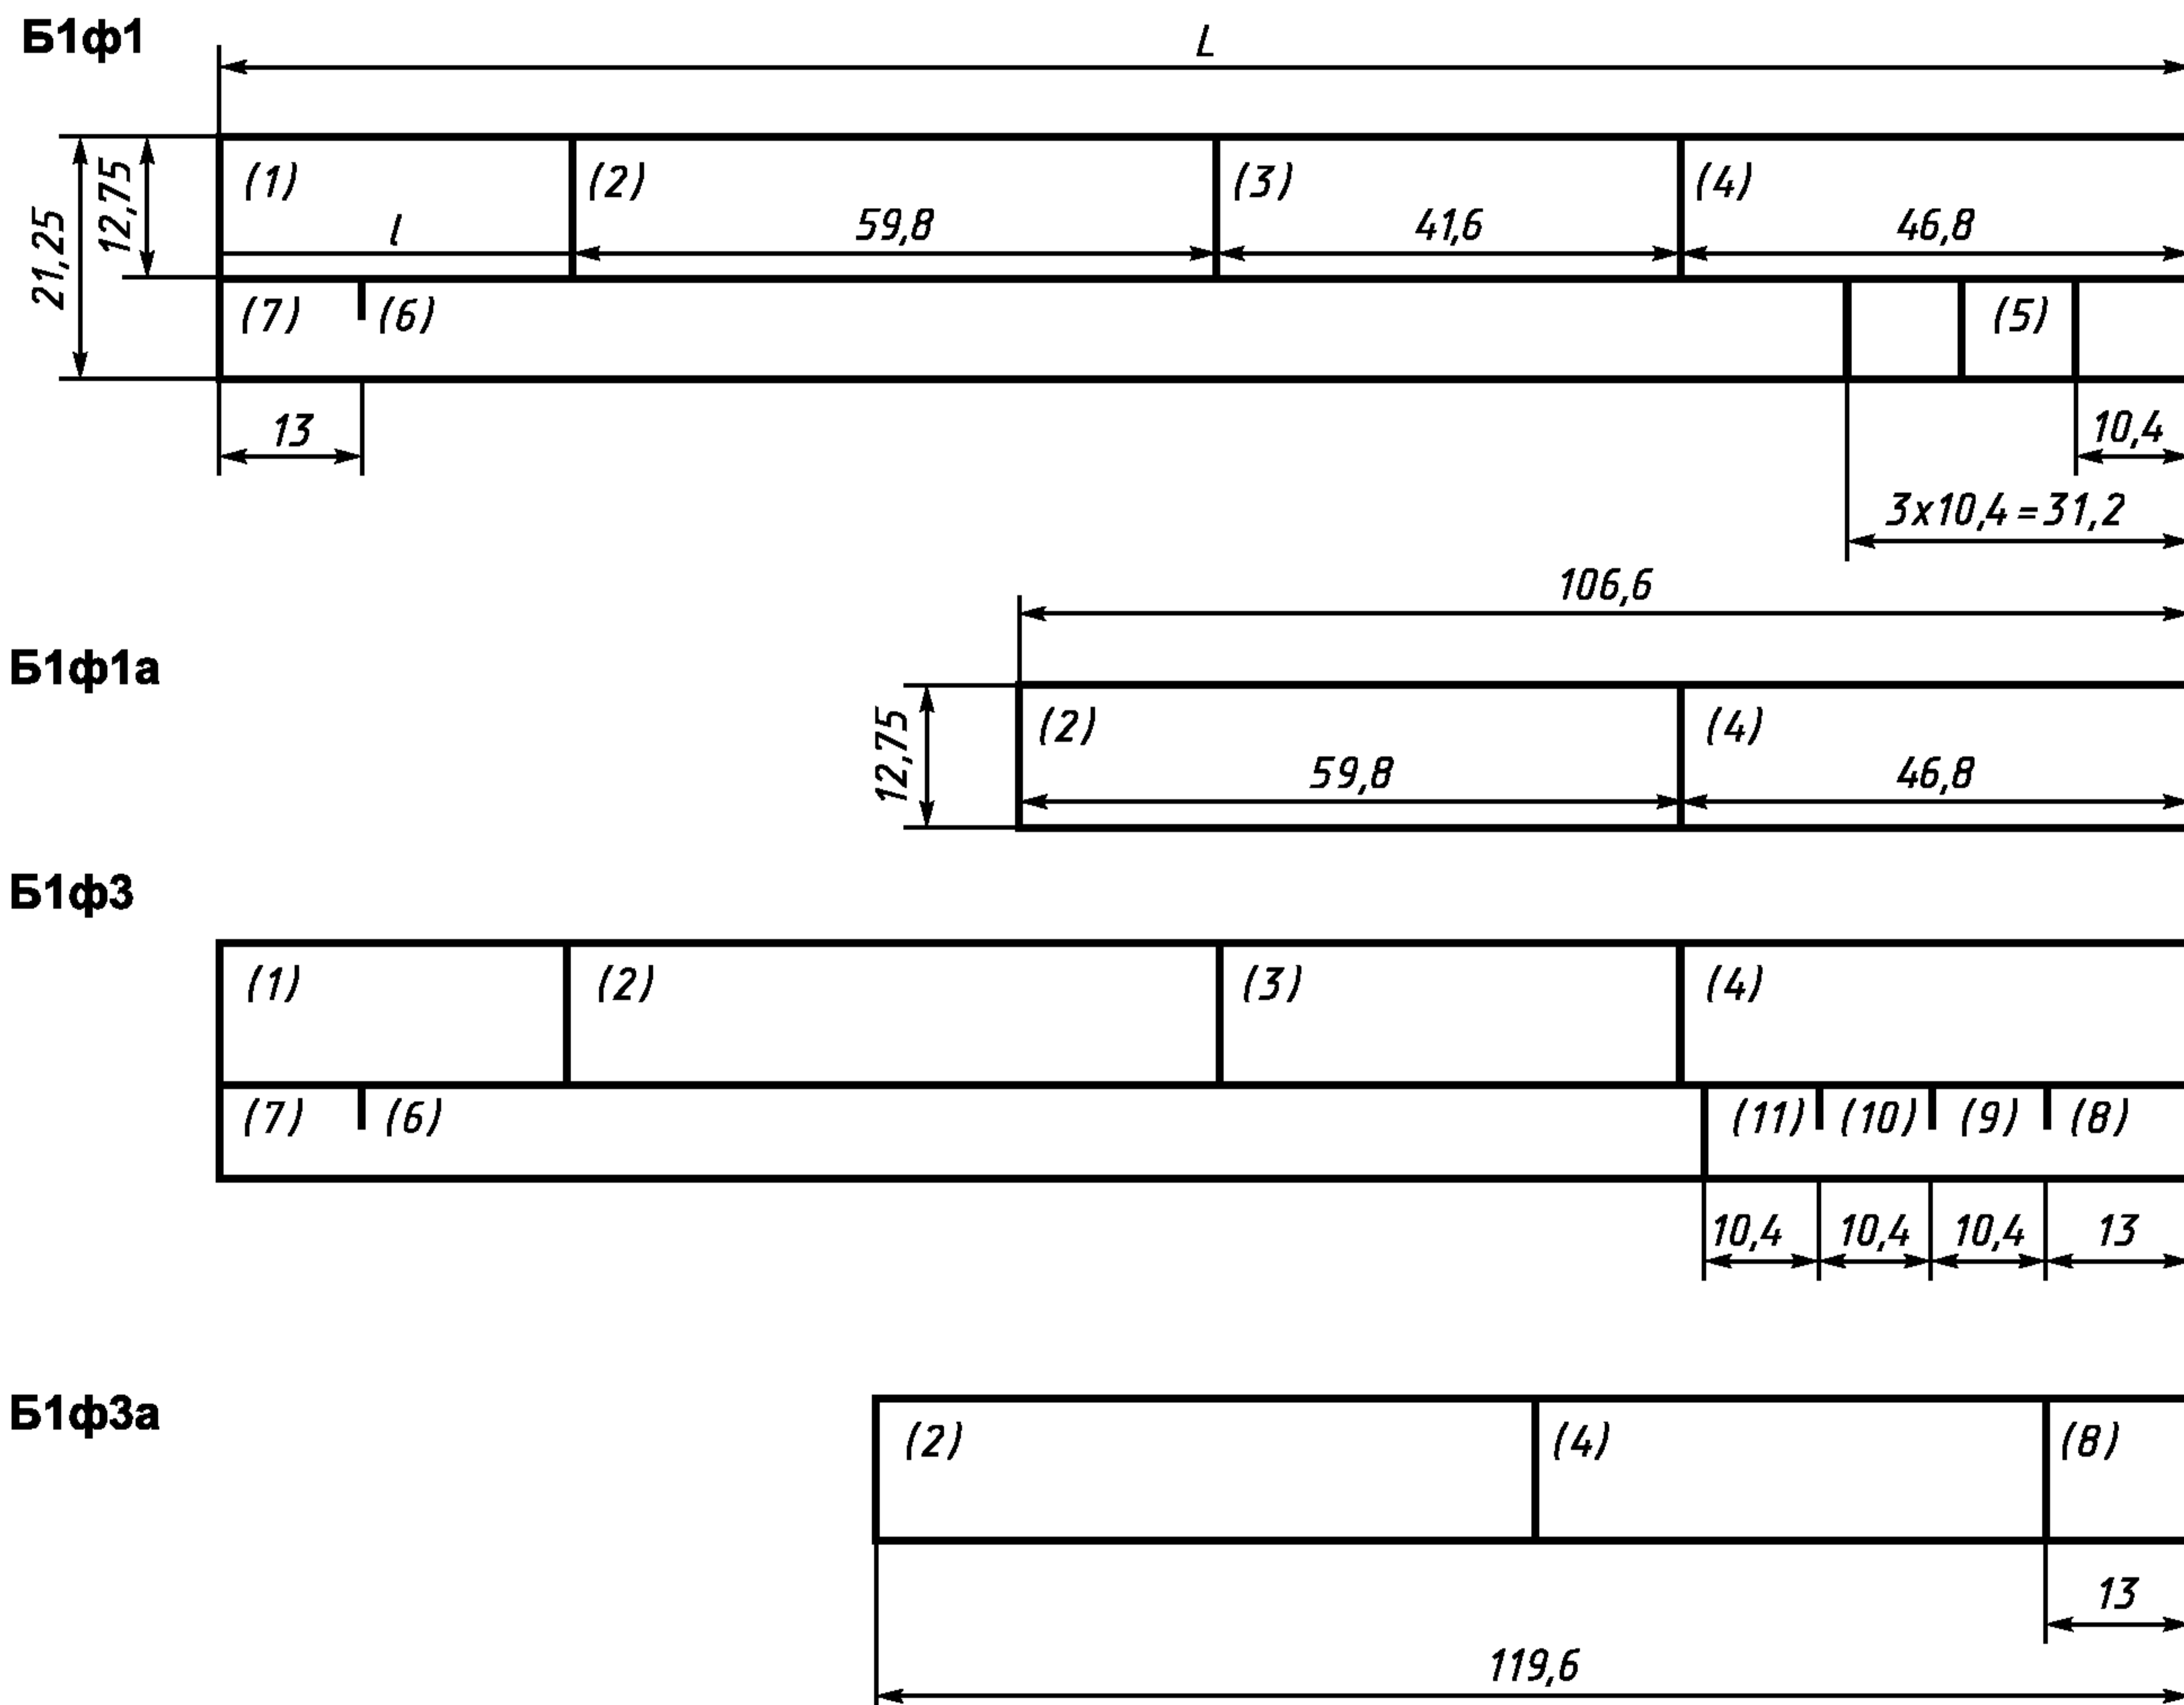 Б1ф1
L
(1) (2) (3) (4)
l 59,8 41,6 46,8
12,75
21,25
(7) (6) (5)
13 10,4
3x10,4=31,2
106,6
Б1ф1а
(2) (4)
12,75
59,8 46,8
Б1ф3
(1) (2) (3) (4)
(7) (6) (11) (10) (9) (8)
10,4 10,4 10,4 13
Б1ф3а
(2) (4) (8)
13
119,6